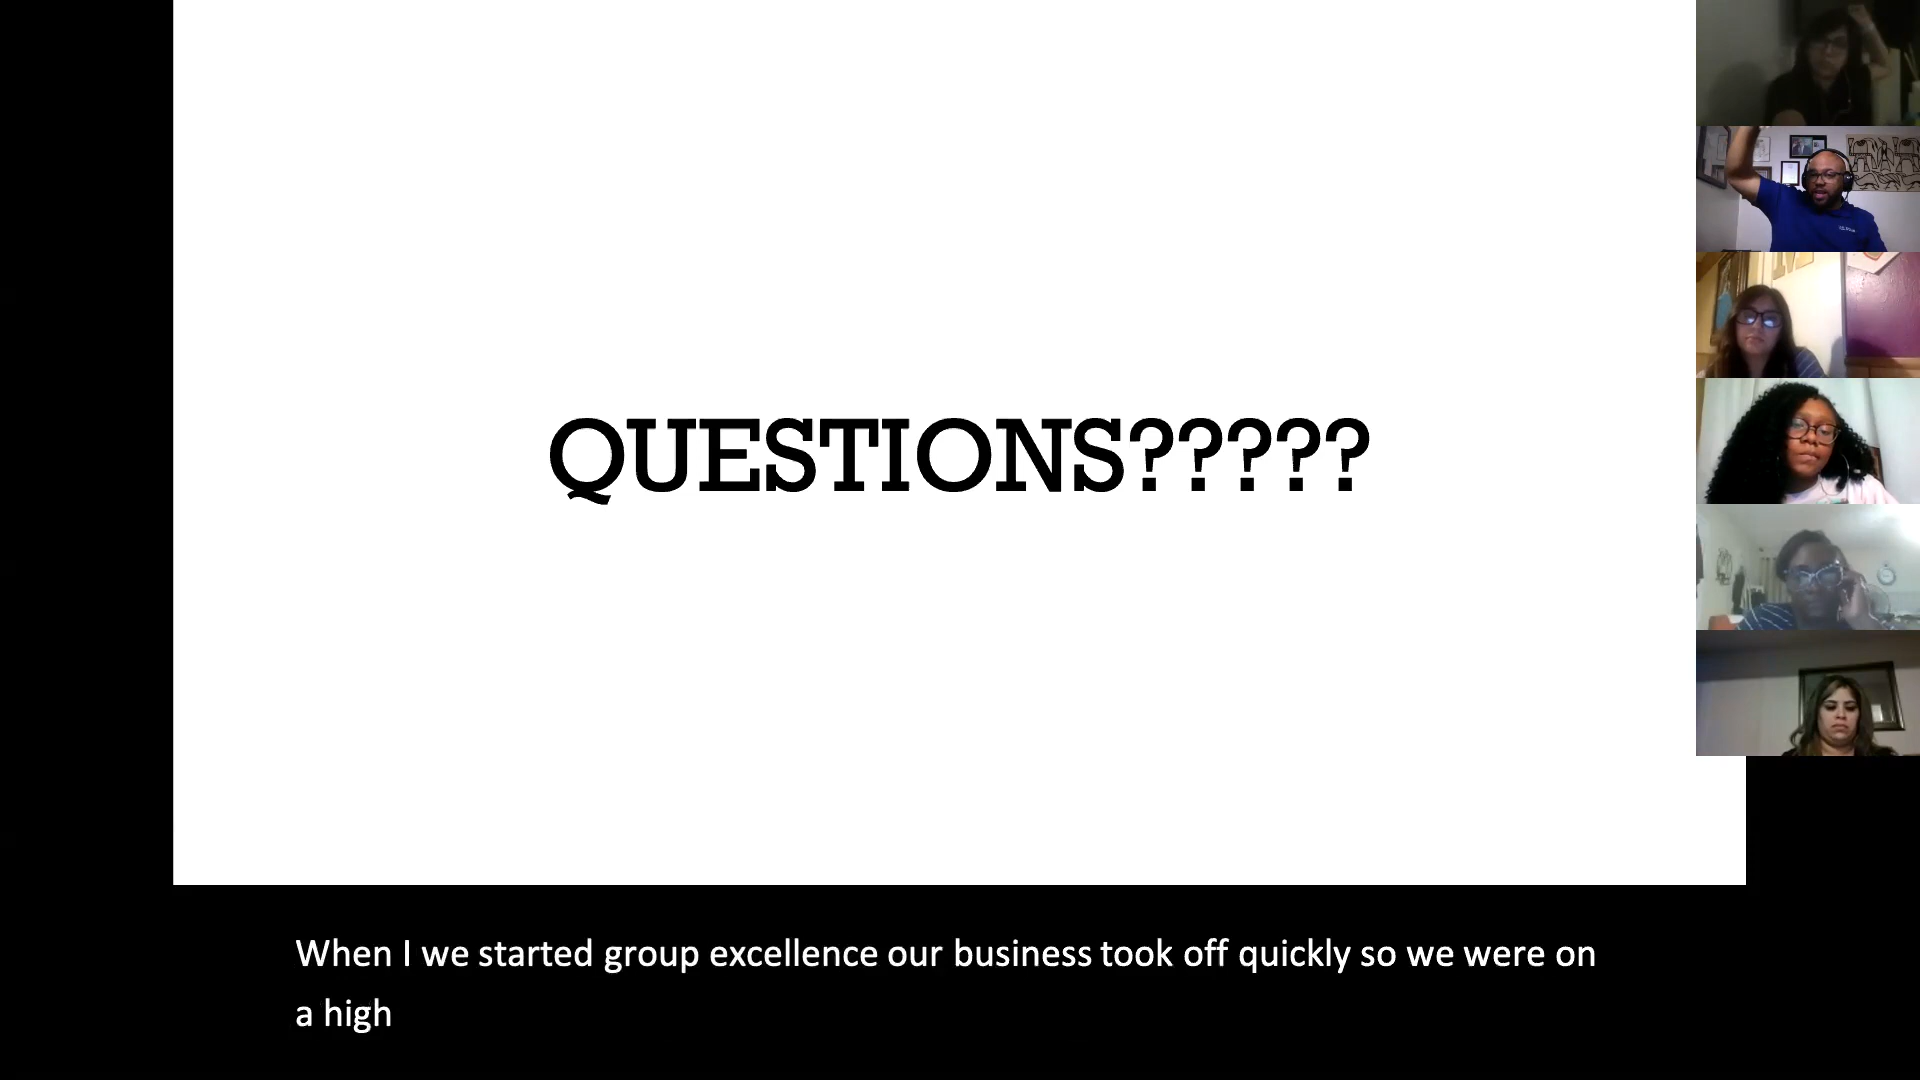 QUESTIONS?????
When I we started group excellence our business took off quickly so we were on
a high